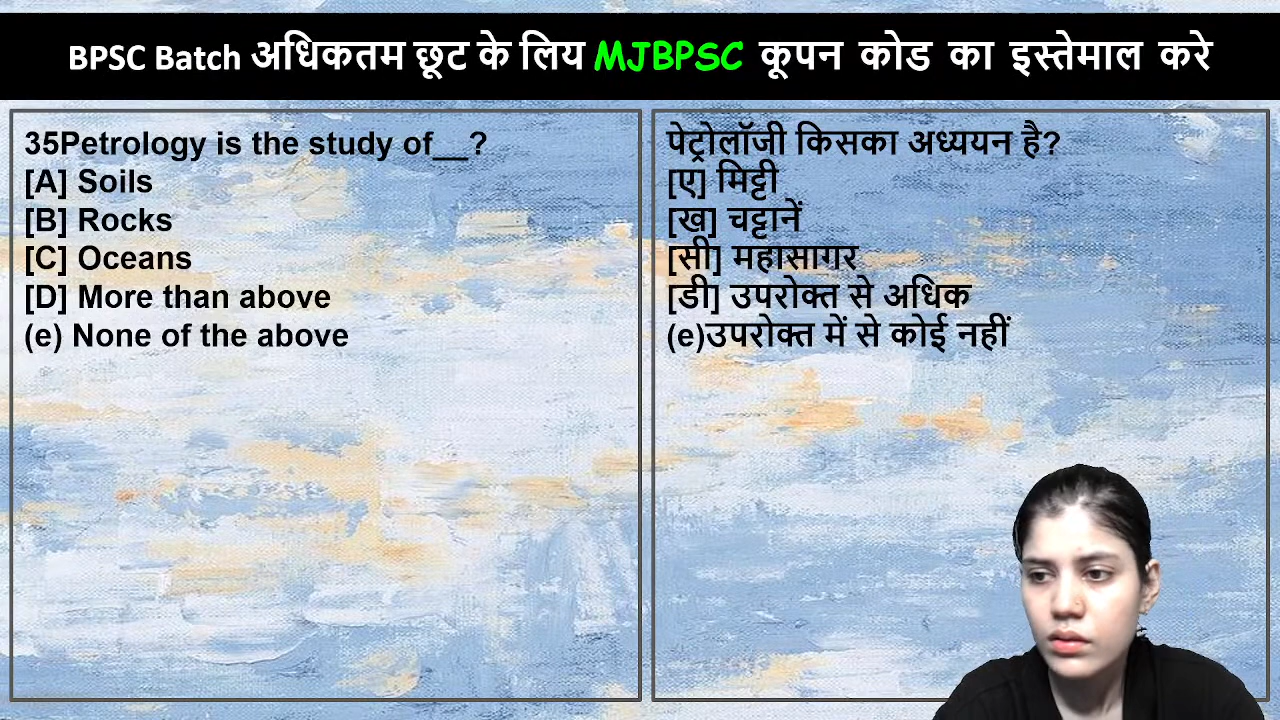 BPSC Batch अधिकतम छूट के लिय MJBPSC कूपन कोड का इस्तेमाल करे
35Petrology is the study of__?
[A] Soils
[B] Rocks
[C] Oceans
[D] More than above
(e) None of the above
पेट्रोलॉजी किसका अध्ययन है?
[ए] मिट्टी
[ख] चट्टानें
[सी] महासागर
[डी] उपरोक्त से अधिक
(e)उपरोक्त में से कोई नहीं